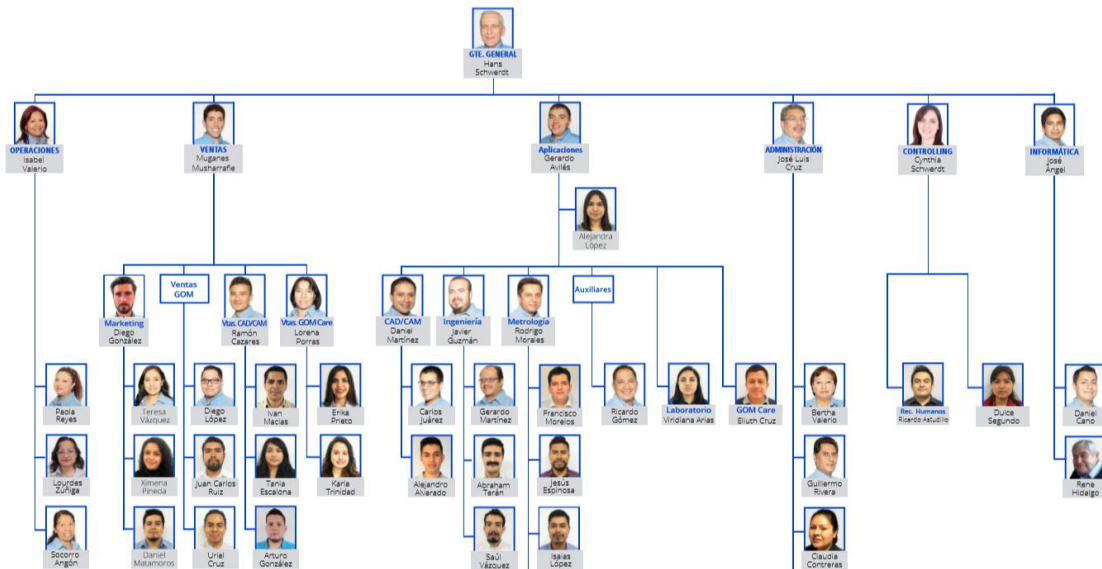 GTE. GENERAL
Hans
Schwerdt
OPERACIONES
Isabel
Valerio
VENTAS
Muganes
Musharrafie
Aplicaciones
Gerardo
Avilés
ADMINISTRACIÓN
José Luis
Cruz
CONTROLLING
Cynthia
Schwerdt
INFORMÁTICA
José
Ángel
Alejandra
López
Marketing
Diego
González
Ventas
GOM
Vtas. CAD/CAM
Ramón
Cazares
Vtas. GOM Care
Lorena
Porras
CAD/CAM
Daniel
Martínez
Ingeniería
Javier
Guzmán
Metrología
Rodrigo
Morales
Auxiliares
Paola
Reyes
Teresa
Vázquez
Diego
López
Ivan
Macias
Erika
Prieto
Carlos
Juárez
Gerardo
Martínez
Francisco
Morelos
Ricardo
Gómez
Laboratorio
Viridiana Arias
GOM Care
Eliuth Cruz
Bertha
Valerio
Rec. Humanos
Ricardo Astudillo
Dulce
Segundo
Daniel
Cano
Lourdes
Zúñiga
Ximena
Pineda
Juan Carlos
Ruiz
Tania
Escalona
Karla
Trinidad
Alejandro
Alvarado
Abraham
Terán
Jesús
Espinosa
Guillermo
Rivera
Rene
Hidalgo
Socorro
Angón
Daniel
Matamoros
Uriel
Cruz
Arturo
González
Saúl
Vázquez
Isaías
López
Claudia
Contreras